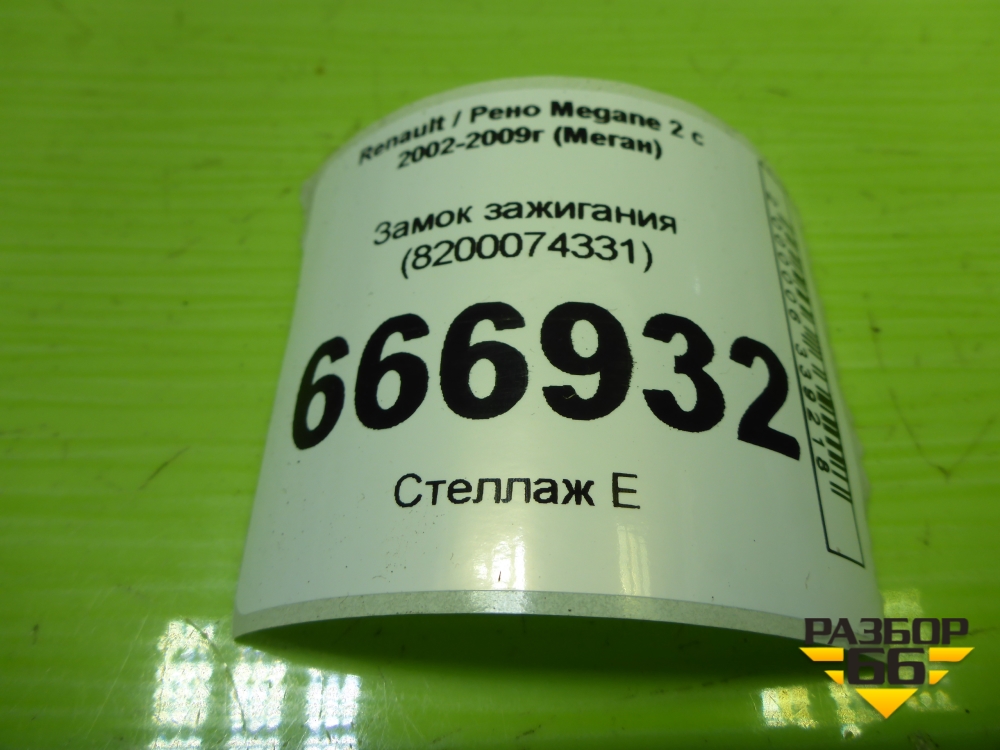 Renault / Рено Megane 2 с
2002-2009г (Меган)
Замок зажигания
(8200074331)
666932
Стеллаж Е
РАЗБОР
66